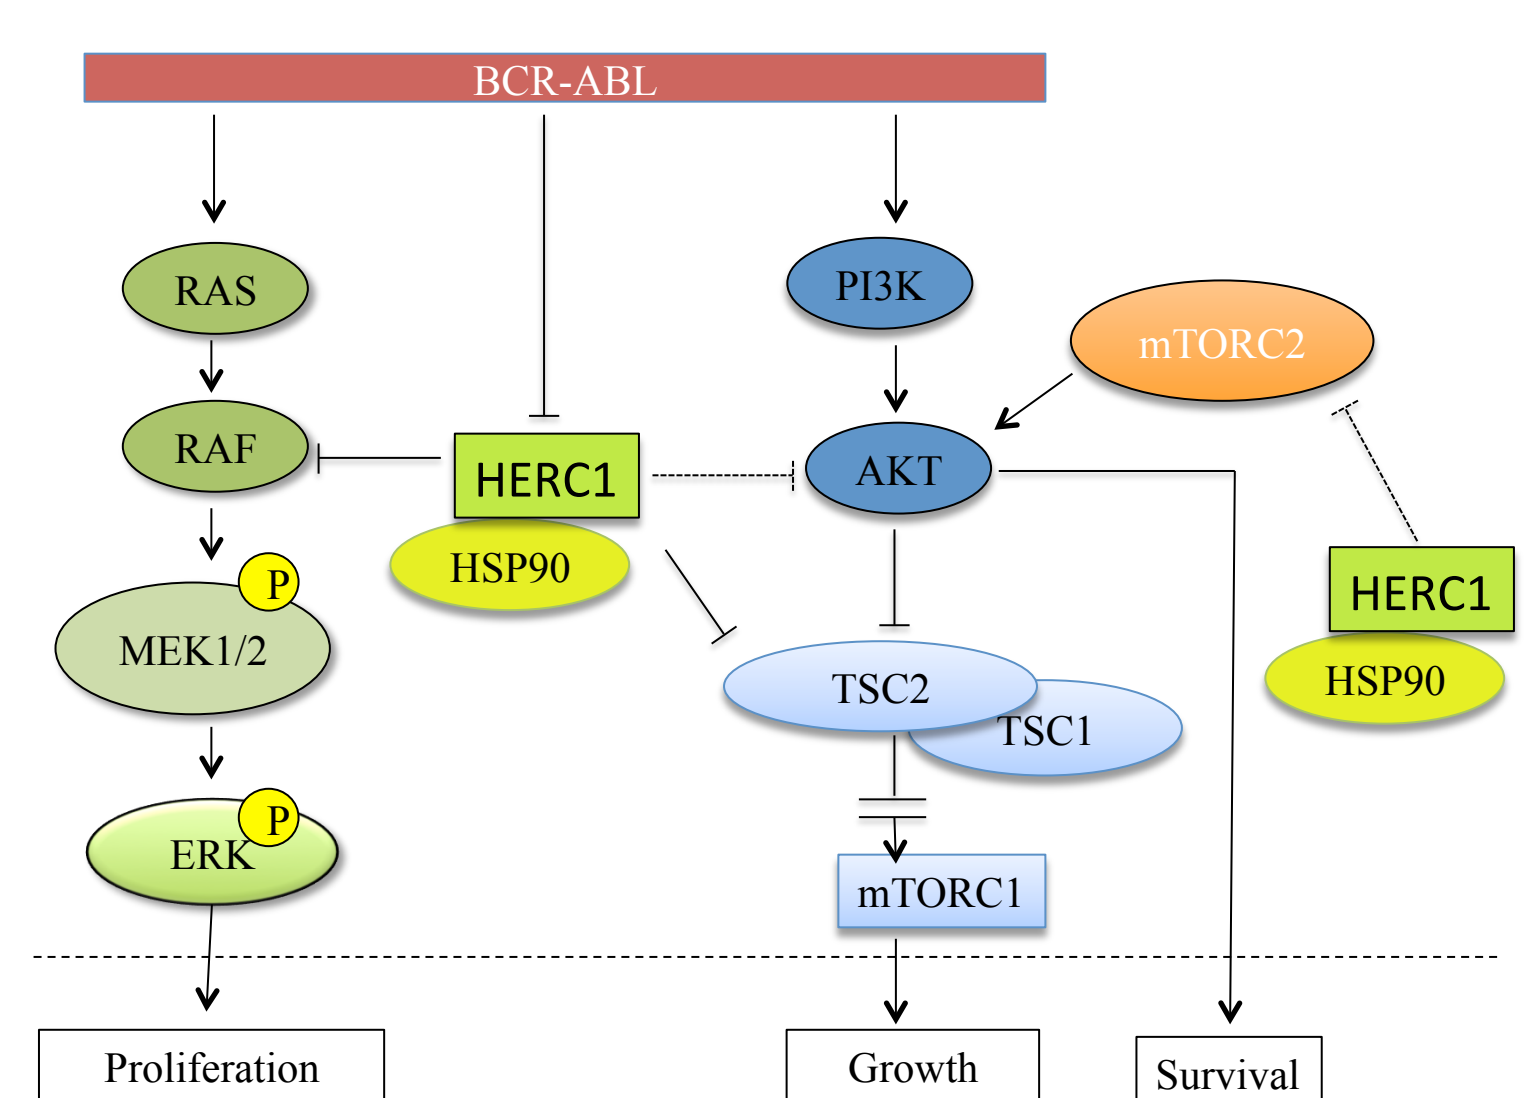 BCR-ABL
RAS
PI3K
mTORC2
RAF
HERC1
AKT
HSP90
P
HERC1
MEK1/2
TSC2
HSP90
TSC1
P
ERK
mTORC1
Proliferation
Growth
Survival